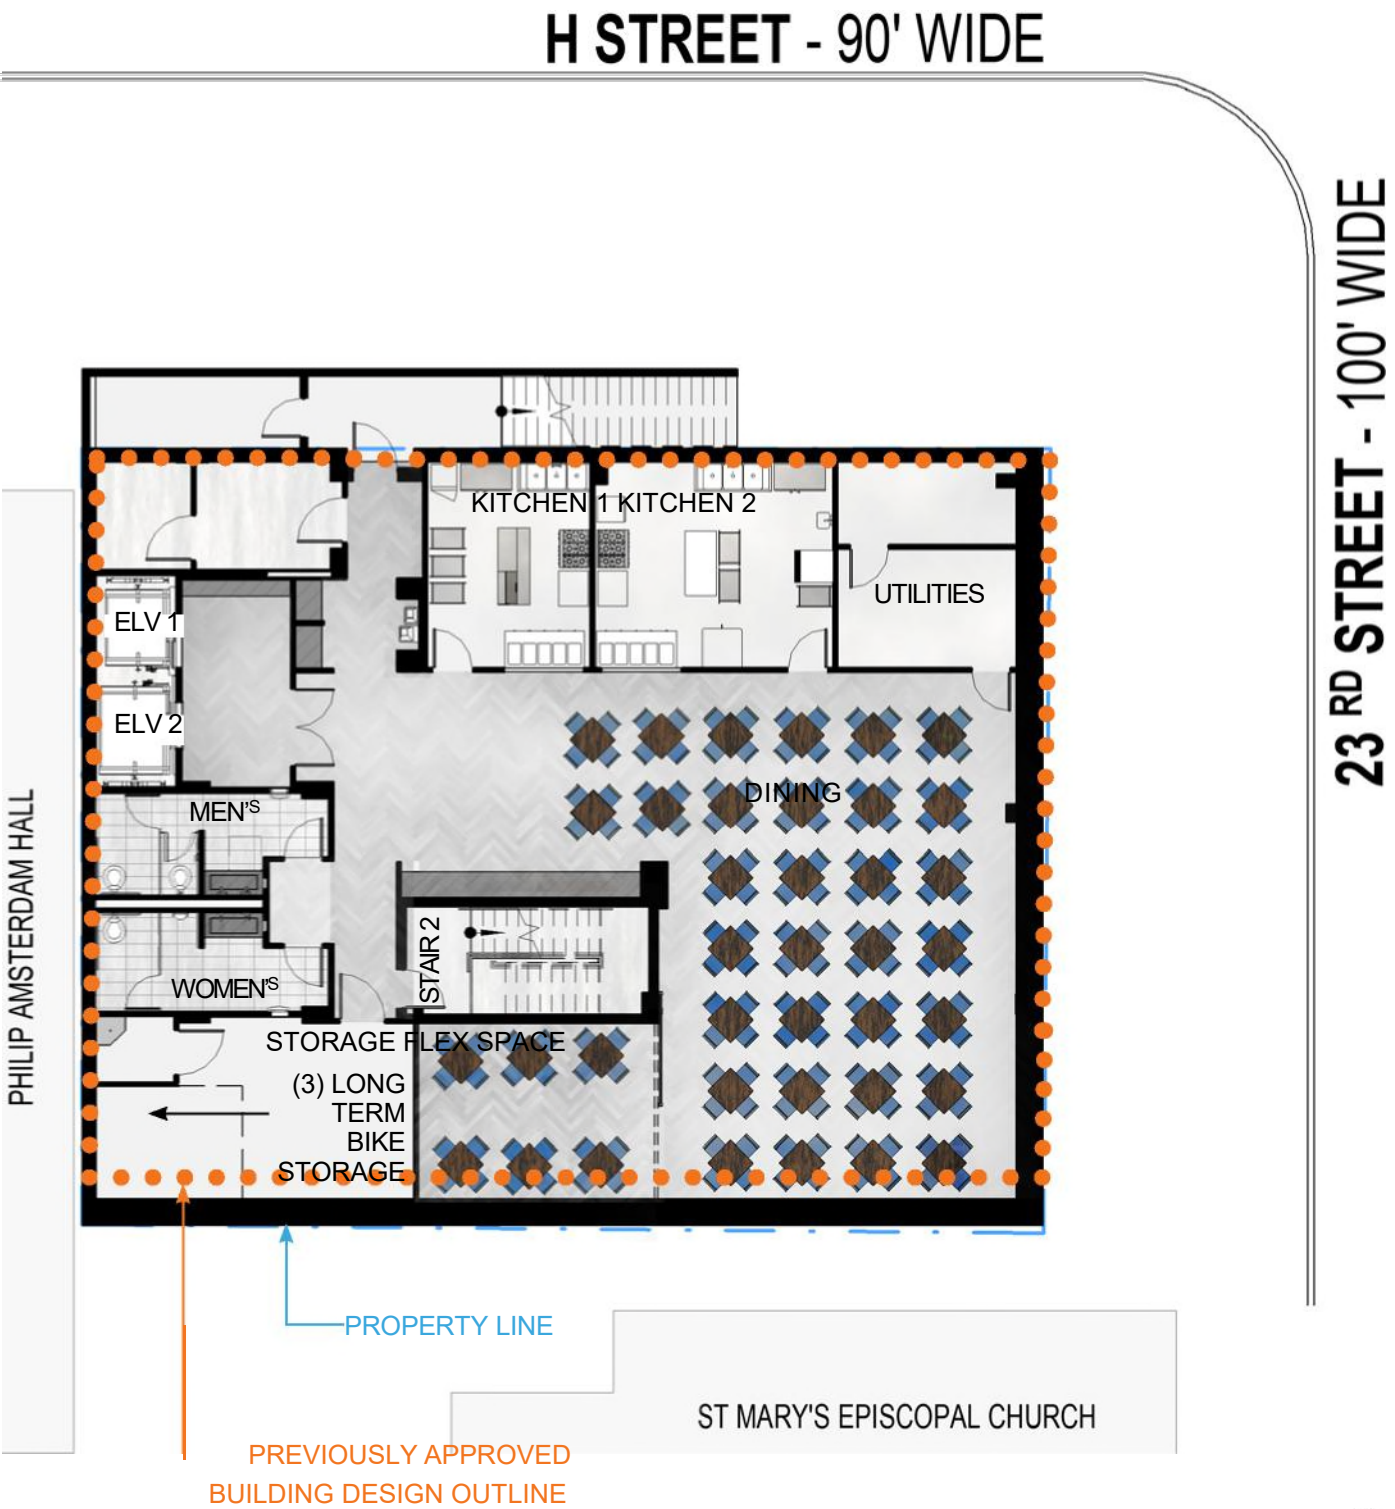 H STREET - 90' WIDE
23 RD STREET - 100' WIDE
KITCHEN 1 KITCHEN 2
UTILITIES
ELV 1
ELV 2
DINING
MEN'S
PHILIP AMSTERDAM HALL
STAIR 2
WOMEN'S
STORAGE FLEX SPACE
(3) LONG
TERM
BIKE
STORAGE
PROPERTY LINE
ST MARY'S EPISCOPAL CHURCH
PREVIOUSLY APPROVED
BUILDING DESIGN OUTLINE